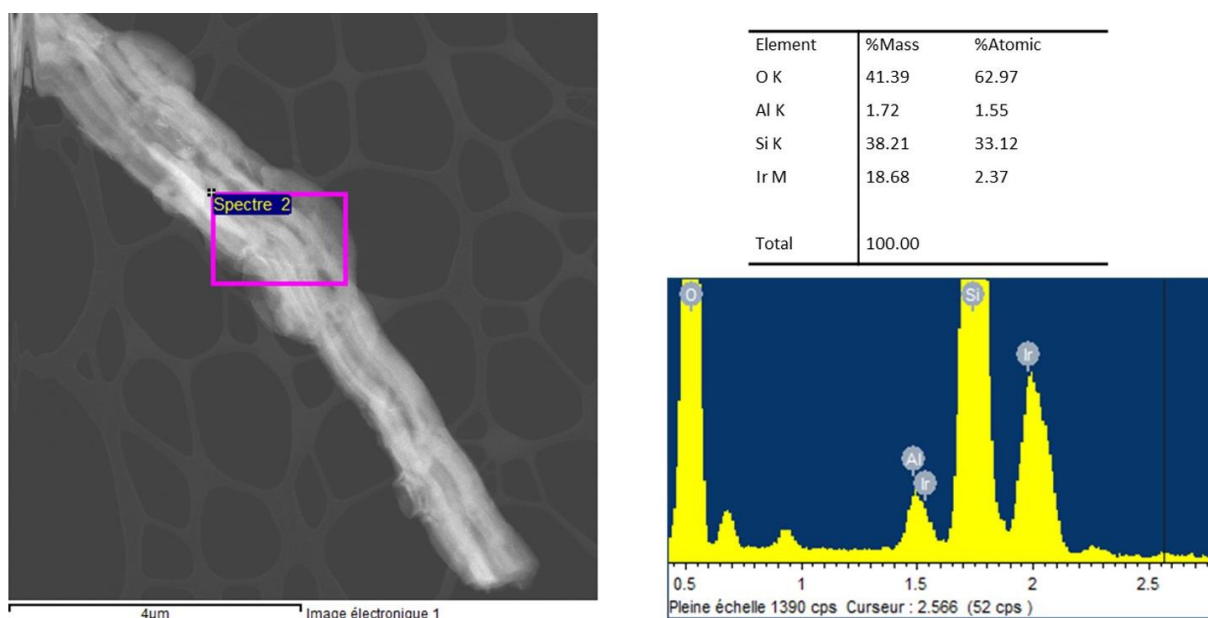 Spectre 2
4µm
Image électronique 1
Element %Mass %Atomic
O K 41.39 62.97
Al K 1.72 1.55
Si K 38.21 33.12
Ir M 18.68 2.37
Total 100.00
O Si Ir Al Ir
0.5 1 1.5 2 2.5
Pleine échelle 1390 cps Curseur : 2.566 (52 cps )